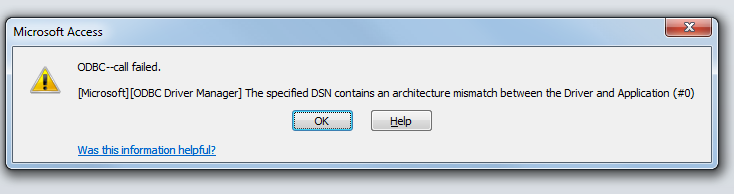 Microsoft Access
ODBC--call failed.
[Microsoft][ODBC Driver Manager] The specified DSN contains an architecture mismatch between the Driver and Application (#0)
OK
Help
Was this information helpful?